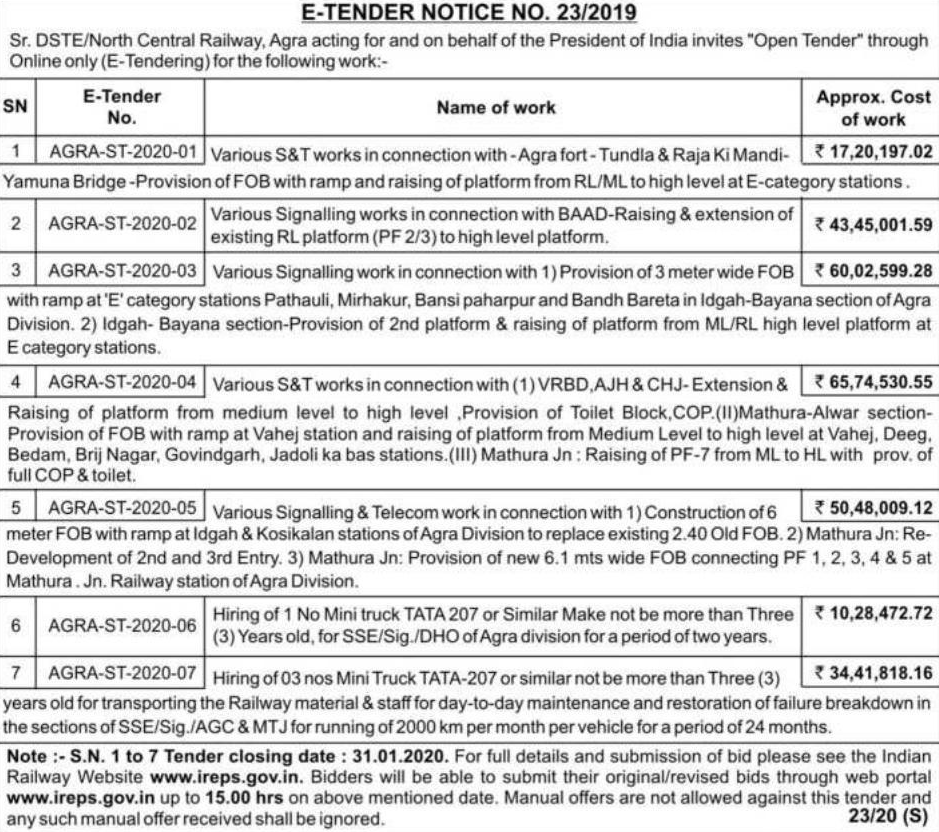 E-TENDER NOTICE NO. 23/2019
Sr. DSTE/North Central Railway, Agra acting for and on behalf of the President of India invites "Open Tender" through
Online only (E-Tendering) for the following work:-
SN E-Tender No. Name of work Approx. Cost of work
1 AGRA-ST-2020-01 Various S&T works in connection with -Agra fort - Tundla & Raja Ki Mandi- ₹ 17,20,197.02
Yamuna Bridge -Provision of FOB with ramp and raising of platform from RL/ML to high level at E-category stations .
2 AGRA-ST-2020-02 Various Signalling works in connection with BAAD-Raising & extension of ₹ 43,45,001.59
existing RL platform (PF 2/3) to high level platform.
3 AGRA-ST-2020-03 Various Signalling work in connection with 1) Provision of 3 meter wide FOB ₹ 60,02,599.28
with ramp at 'E' category stations Pathauli, Mirhakur, Bansi paharpur and Bandh Bareta in Idgah-Bayana section of Agra
Division. 2) Idgah- Bayana section-Provision of 2nd platform & raising of platform from ML/RL high level platform at
E category stations.
4 AGRA-ST-2020-04 Various S&T works in connection with (1) VRBD,AJH & CHJ- Extension & ₹ 65,74,530.55
Raising of platform from medium level to high level ,Provision of Toilet Block,COP.(II)Mathura-Alwar section-
Provision of FOB with ramp at Vahej station and raising of platform from Medium Level to high level at Vahej, Deeg,
Bedam, Brij Nagar, Govindgarh, Jadoli ka bas stations.(III) Mathura Jn : Raising of PF-7 from ML to HL with prov. of
full COP & toilet.
5 AGRA-ST-2020-05 Various Signalling & Telecom work in connection with 1) Construction of 6 ₹ 50,48,009.12
meter FOB with ramp at Idgah & Kosikalan stations of Agra Division to replace existing 2.40 Old FOB. 2) Mathura Jn: Re-
Development of 2nd and 3rd Entry. 3) Mathura Jn: Provision of new 6.1 mts wide FOB connecting PF 1, 2, 3, 4 & 5 at
Mathura . Jn. Railway station of Agra Division.
6 AGRA-ST-2020-06 Hiring of 1 No Mini truck TATA 207 or Similar Make not be more than Three ₹ 10,28,472.72
(3) Years old, for SSE/Sig./DHO of Agra division for a period of two years.
7 AGRA-ST-2020-07 Hiring of 03 nos Mini Truck TATA-207 or similar not be more than Three (3) ₹ 34,41,818.16
years old for transporting the Railway material & staff for day-to-day maintenance and restoration of failure breakdown in
the sections of SSE/Sig./AGC & MTJ for running of 2000 km per month per vehicle for a period of 24 months.
Note :- S.N. 1 to 7 Tender closing date : 31.01.2020. For full details and submission of bid please see the Indian
Railway Website www.ireps.gov.in. Bidders will be able to submit their original/revised bids through web portal
www.ireps.gov.in up to 15.00 hrs on above mentioned date. Manual offers are not allowed against this tender and
any such manual offer received shall be ignored. 23/20 (S)